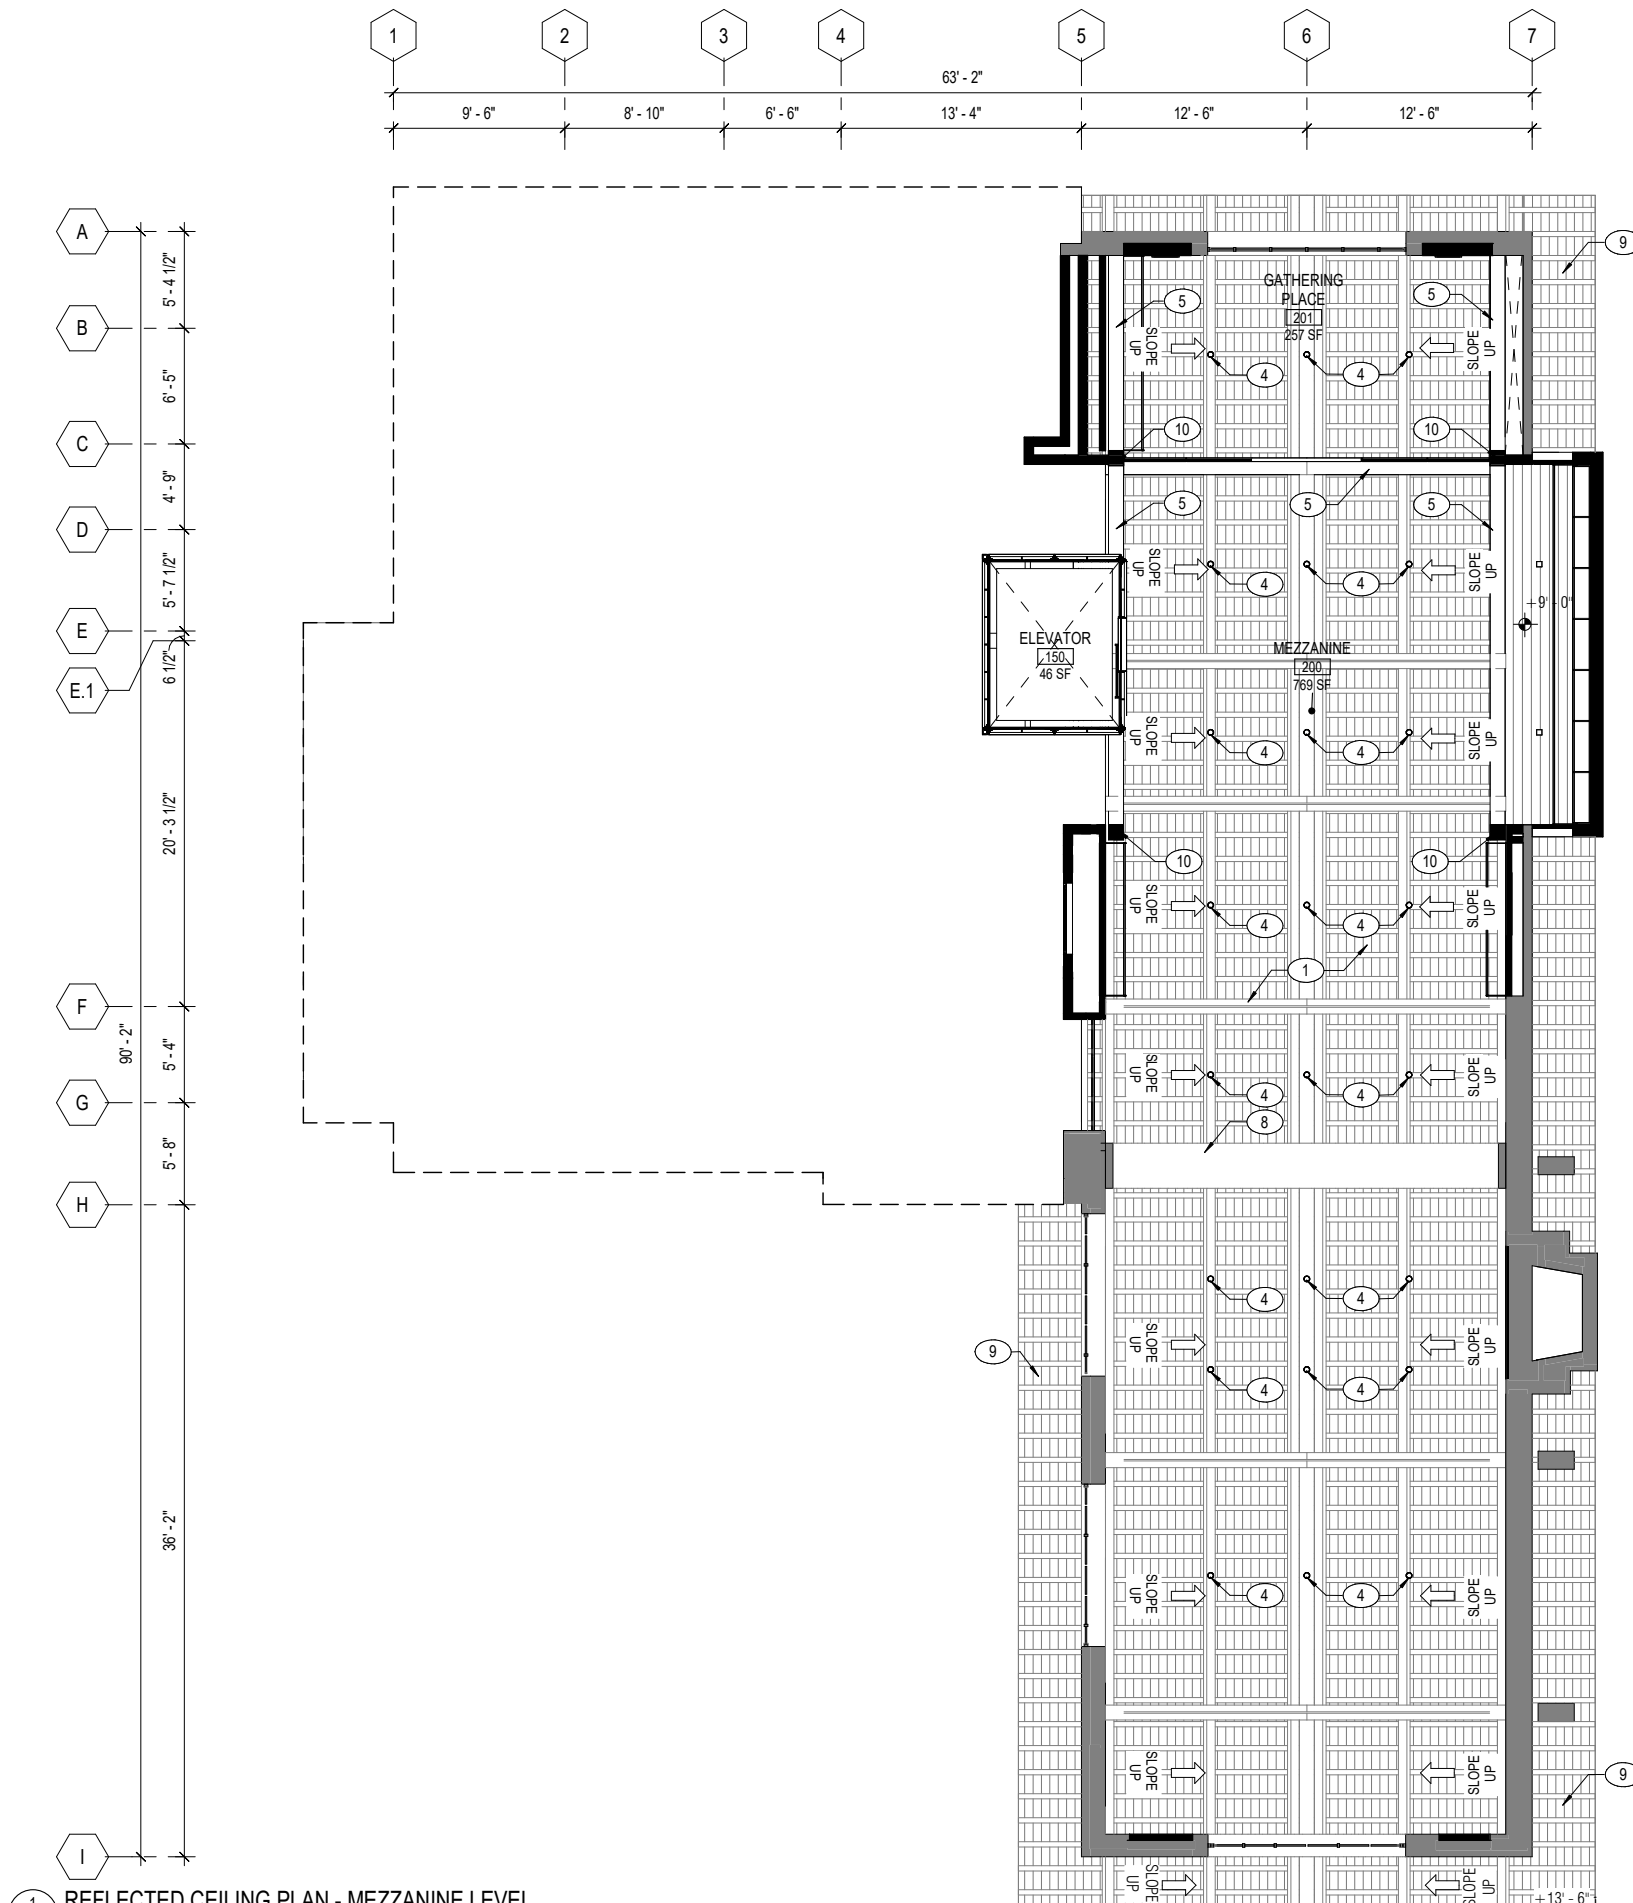 1 2 3 4 5 6 7
63' - 2"
9' - 6" 8' - 10" 6' - 6" 13' - 4" 12' - 6" 12' - 6"
A
5' - 4 1/2"
B
6' - 5"
C
4' - 9"
D
5' - 7 1/2"
E
6 1/2"
E.1
20' - 3 1/2"
F
90' - 2"
5' - 4"
G
5' - 8"
H
36' - 2"
I
9
GATHERING
PLACE
201
257 SF
5 5
SLOPE
UP
SLOPE
UP
4 4
10 10
5 5 5
SLOPE
UP
SLOPE
UP
4 4
+9' - 0"
ELEVATOR
150
46 SF
MEZZANINE
200
769 SF
SLOPE
UP
SLOPE
UP
4 4
10 10
SLOPE
UP
SLOPE
UP
4 4
1
SLOPE
UP
SLOPE
UP
4 4
8
4 4
9
SLOPE
UP
SLOPE
UP
4 4
SLOPE
UP
SLOPE
UP
4 4
SLOPE
UP
SLOPE
UP
9
SLOPE
SLOPE
+13' - 6"
1 REFLECTED CEILING PLAN - MEZZANINE LEVEL